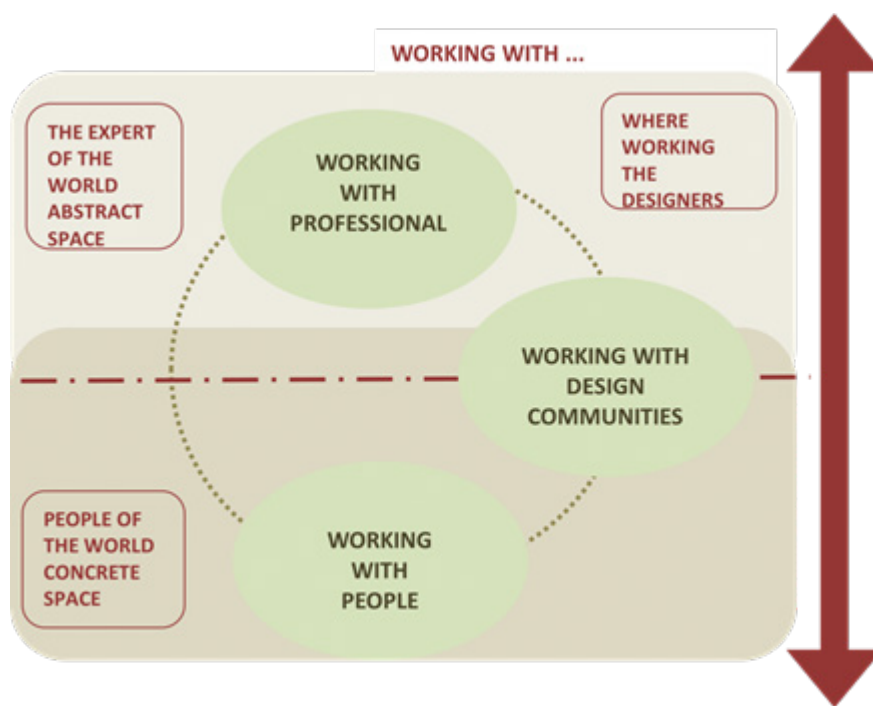 WORKING WITH ...
THE EXPERT
OF THE
WORLD
ABSTRACT
SPACE
WORKING
WITH
PROFESSIONAL
WHERE
WORKING
THE
DESIGNERS
WORKING WITH
DESIGN
COMMUNITIES
PEOPLE OF
THE WORLD
CONCRETE
SPACE
WORKING
WITH
PEOPLE